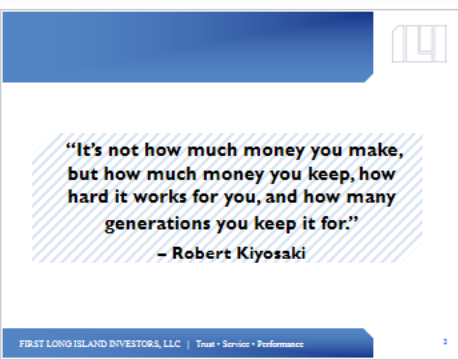 “It’s not how much money you make,
but how much money you keep, how
hard it works for you, and how many
generations you keep it for.”
– Robert Kiyosaki
FIRST LONG ISLAND INVESTORS, LLC | Trust • Service • Performance